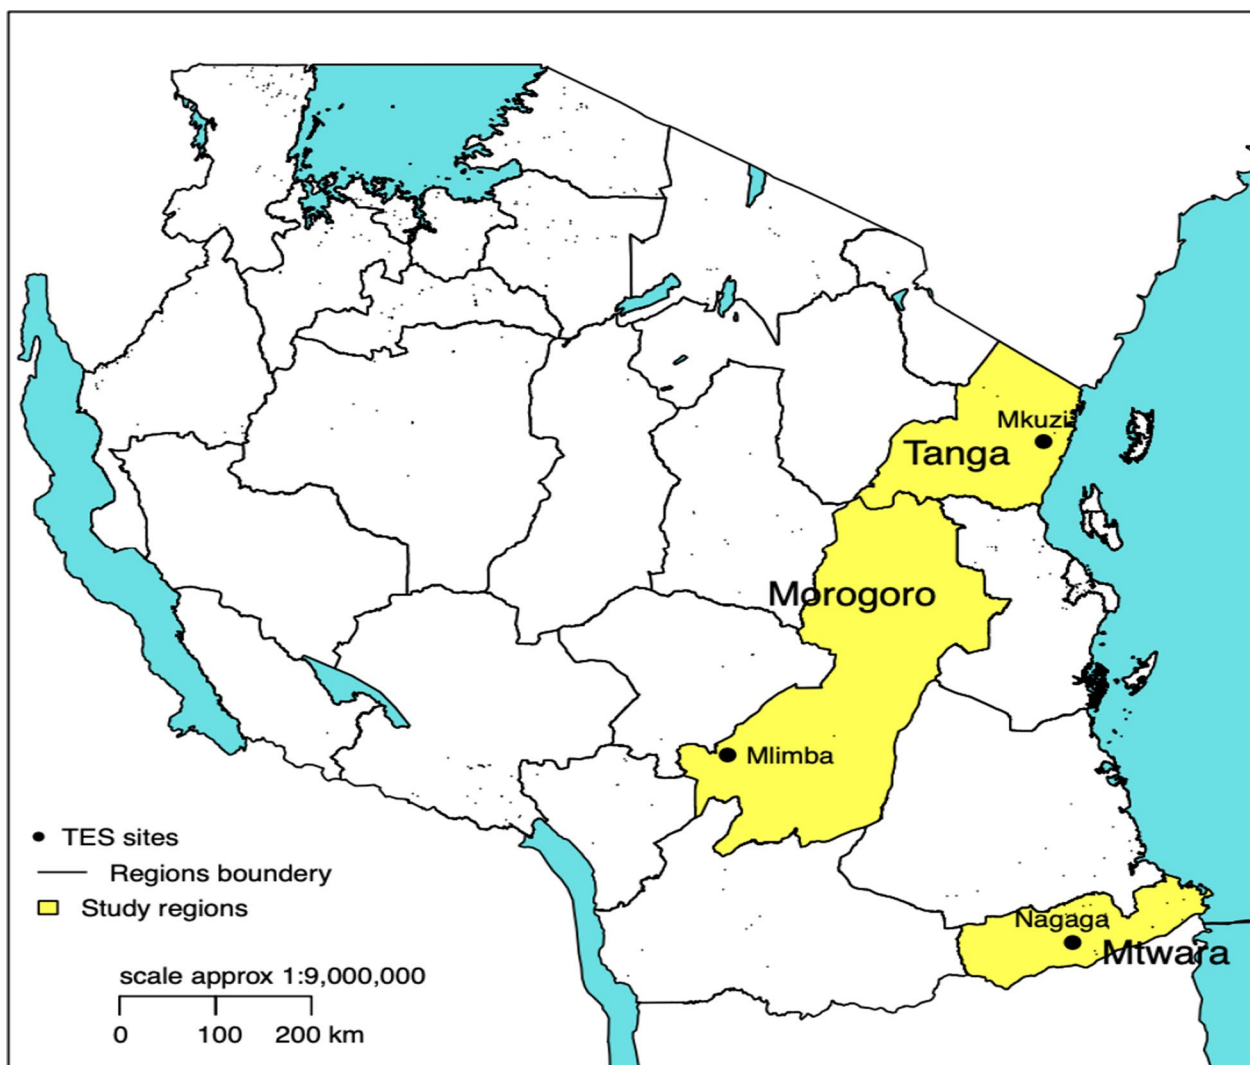 Mkuzi
Tanga
Morogoro
Mlimba
TES sites
Regions boundery
Study regions
Nagaga
Mtwara
scale approx 1:9,000,000
0 100 200 km